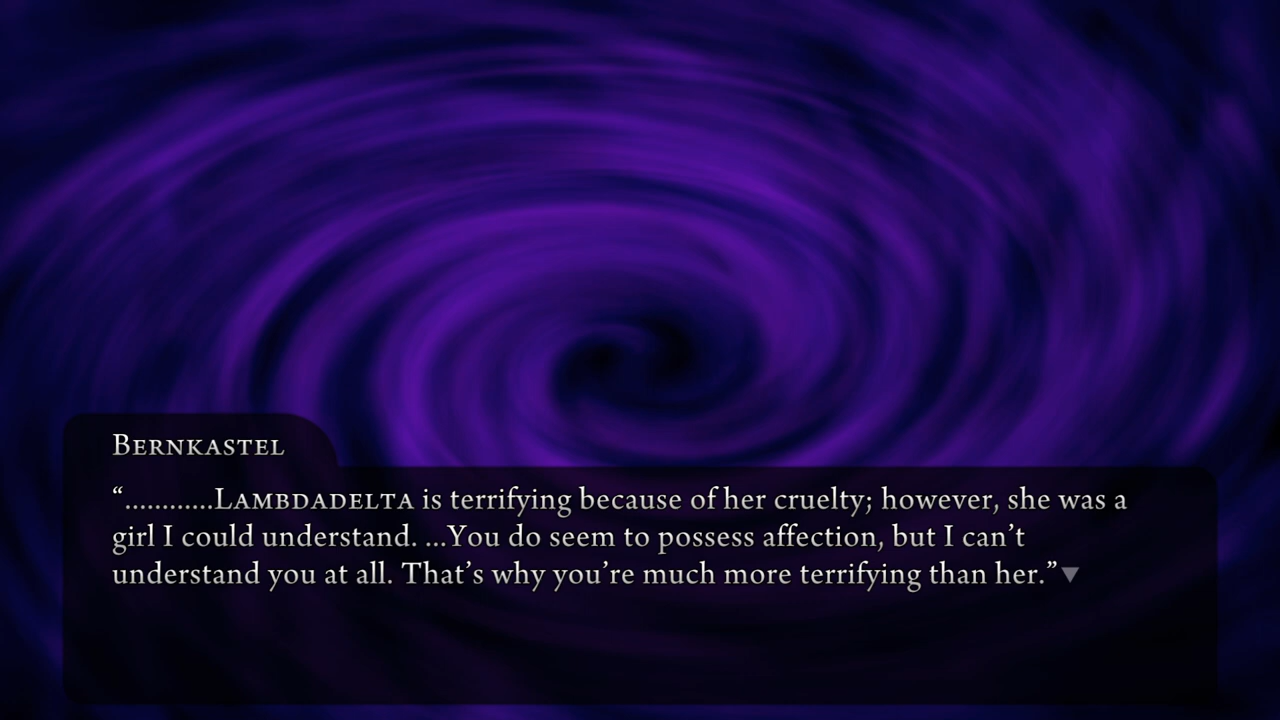 Bernkastel
“............Lambdadelta is terrifying because of her cruelty; however, she was a
girl I could understand. ...You do seem to possess affection, but I can’t
understand you at all. That’s why you’re much more terrifying than her.”